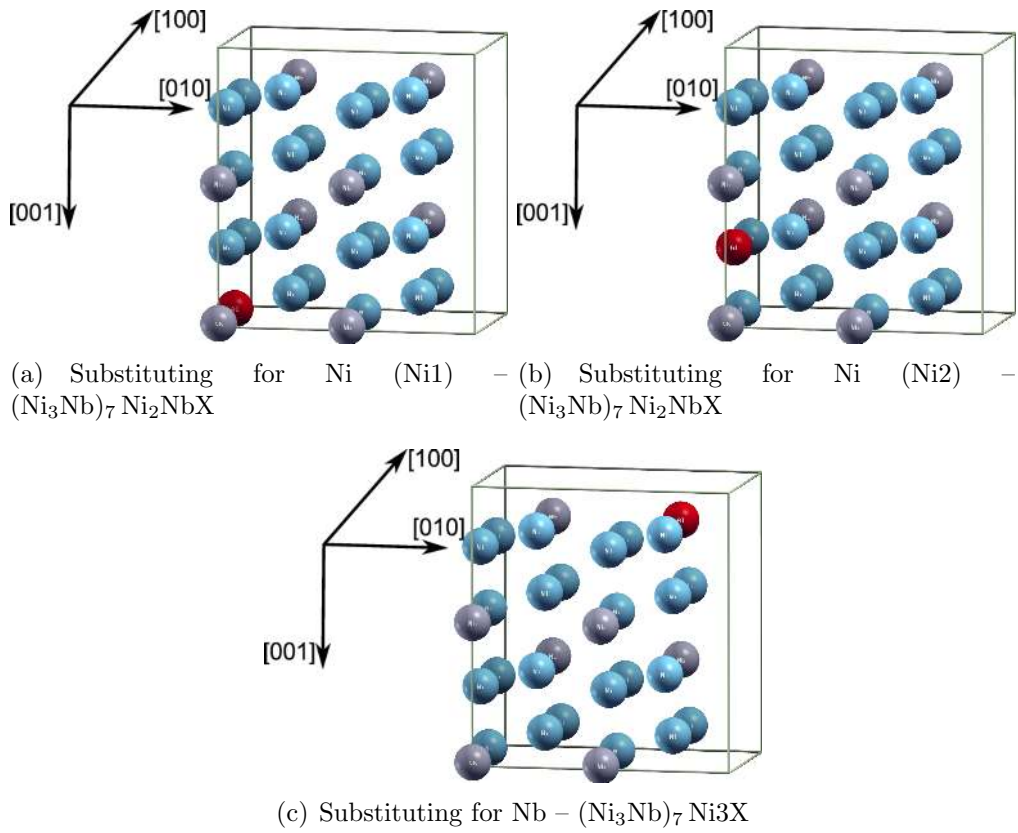 [100]
[010]
[001]
[100]
[010]
[001]
(a) Substituting for Ni (Ni1) –
(Ni₃Nb)₇ Ni₂NbX
(b) Substituting for Ni (Ni2) –
(Ni₃Nb)₇ Ni₂NbX
[100]
[010]
[001]
(c) Substituting for Nb – (Ni₃Nb)₇ Ni3X